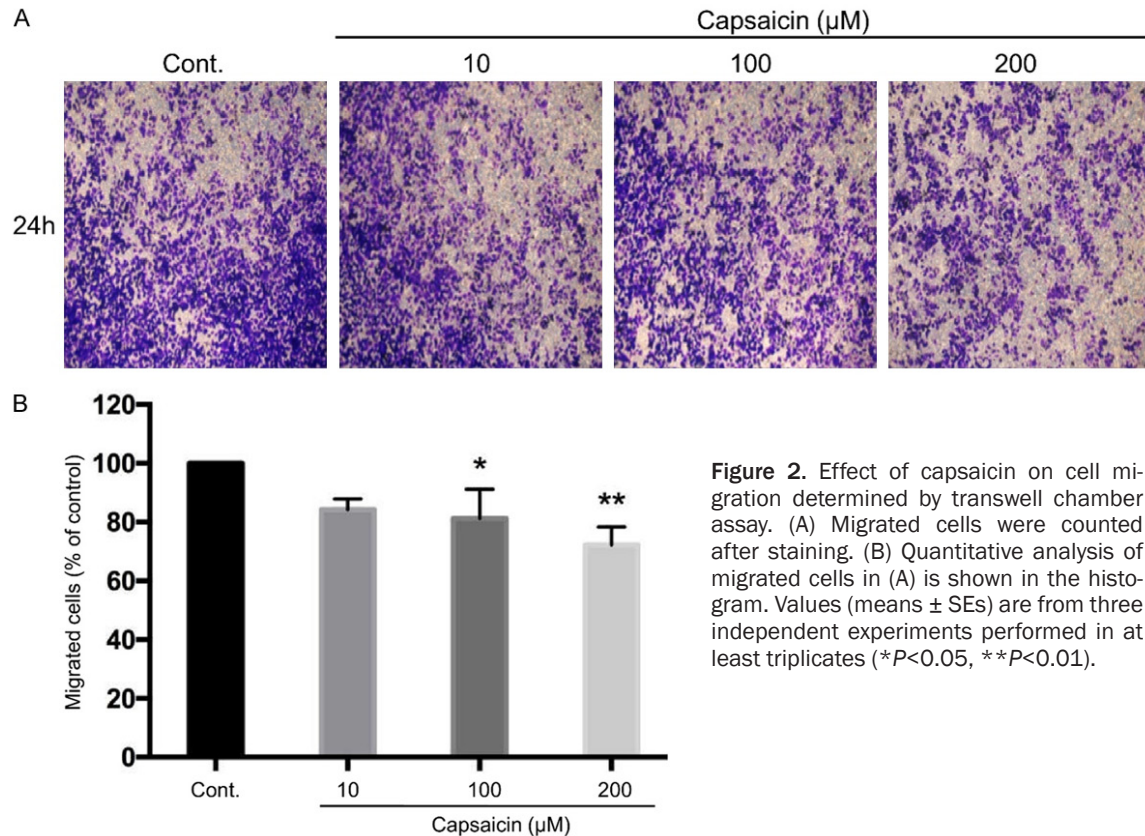 A
Capsaicin (µM)
Cont. 10 100 200
24h
B
120
100
80
60
40
20
0
Migrated cells (% of control)
* **
Cont. 10 100 200
Capsaicin (µM)
Figure 2. Effect of capsaicin on cell mi-
gration determined by transwell chamber
assay. (A) Migrated cells were counted
after staining. (B) Quantitative analysis of
migrated cells in (A) is shown in the histo-
gram. Values (means ± SEs) are from three
independent experiments performed in at
least triplicates (*P<0.05, **P<0.01).